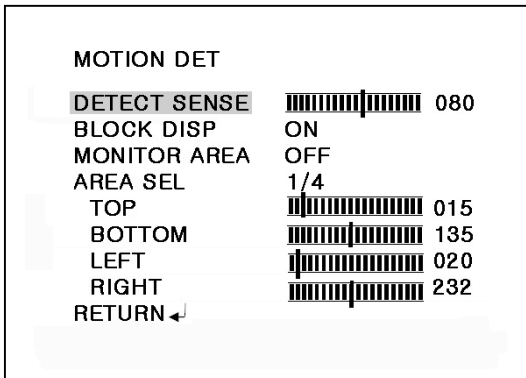 MOTION DET
DETECT SENSE 080
BLOCK DISP ON
MONITOR AREA OFF
AREA SEL 1/4
TOP 015
BOTTOM 135
LEFT 020
RIGHT 232
RETURN↲